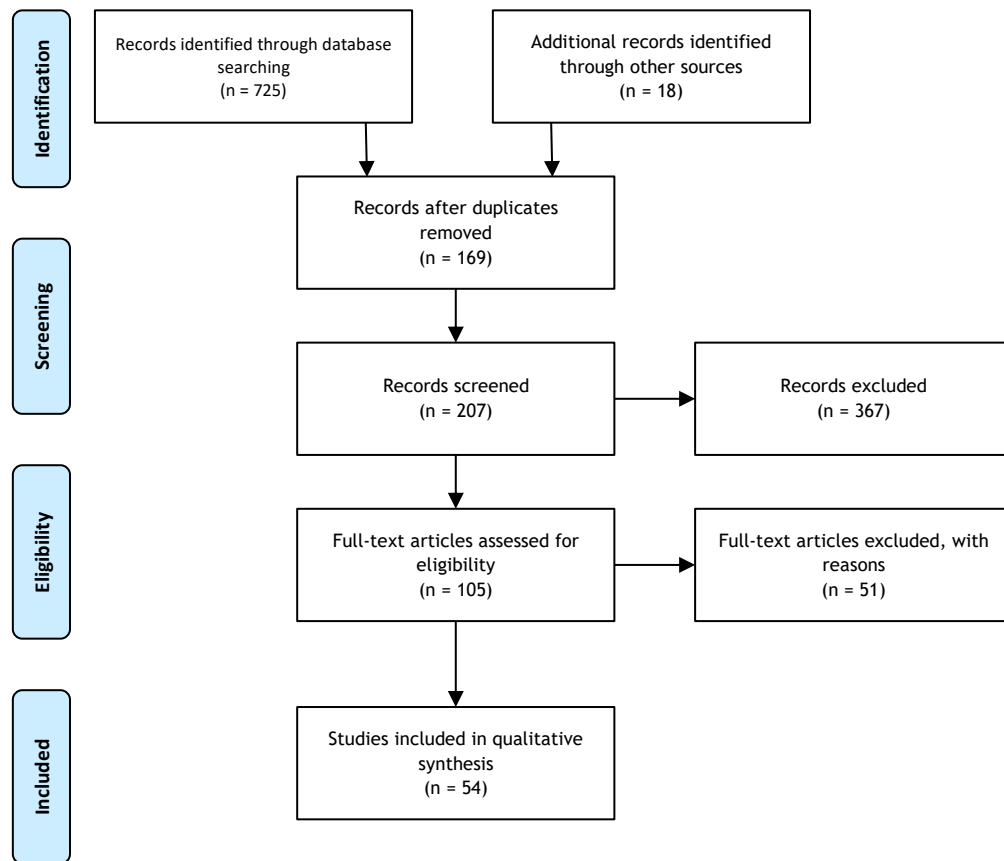 Identification
Records identified through database
searching
(n = 725)
Additional records identified
through other sources
(n = 18)
Records after duplicates
removed
(n = 169)
Screening
Records screened
(n = 207)
Records excluded
(n = 367)
Eligibility
Full-text articles assessed for
eligibility
(n = 105)
Full-text articles excluded, with
reasons
(n = 51)
Included
Studies included in qualitative
synthesis
(n = 54)